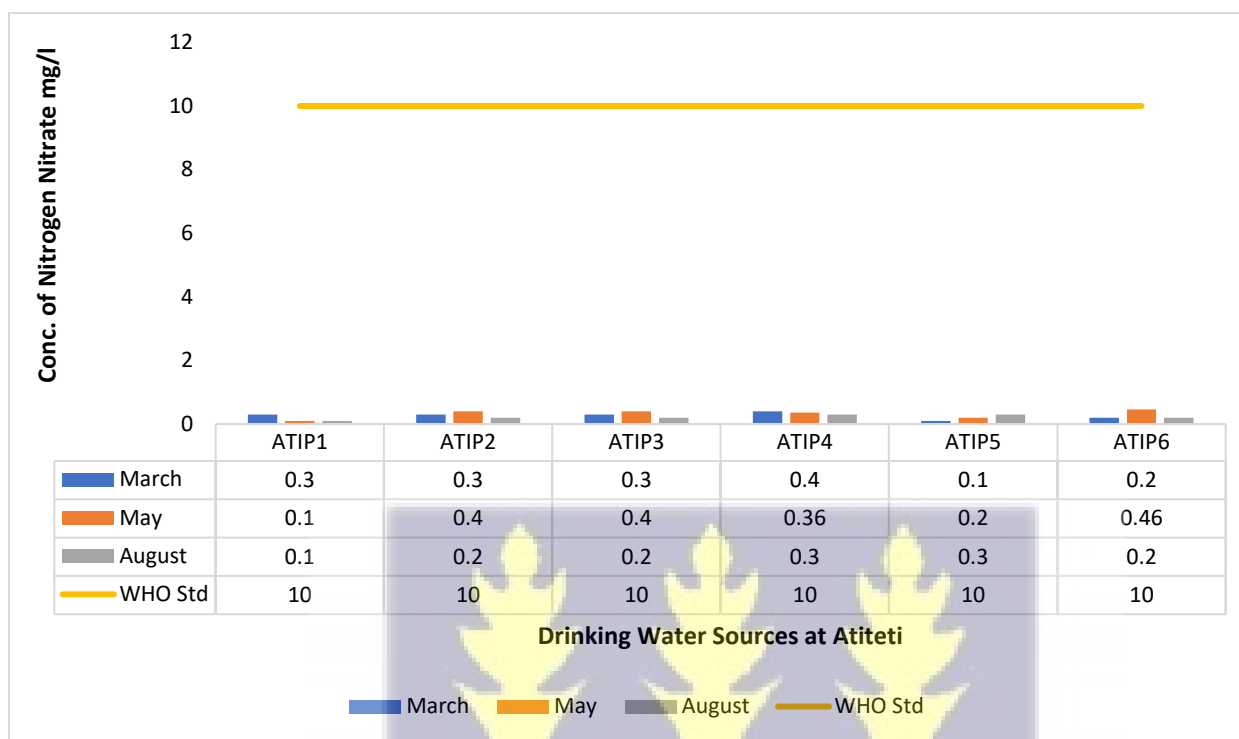 Conc. of Nitrogen Nitrate mg/l
12
10
8
6
4
2
0
ATIP1 ATIP2 ATIP3 ATIP4 ATIP5 ATIP6
March 0.3 0.3 0.3 0.4 0.1 0.2
May 0.1 0.4 0.4 0.36 0.2 0.46
August 0.1 0.2 0.2 0.3 0.3 0.2
WHO Std 10 10 10 10 10 10
Drinking Water Sources at Atiteti
March May August WHO Std